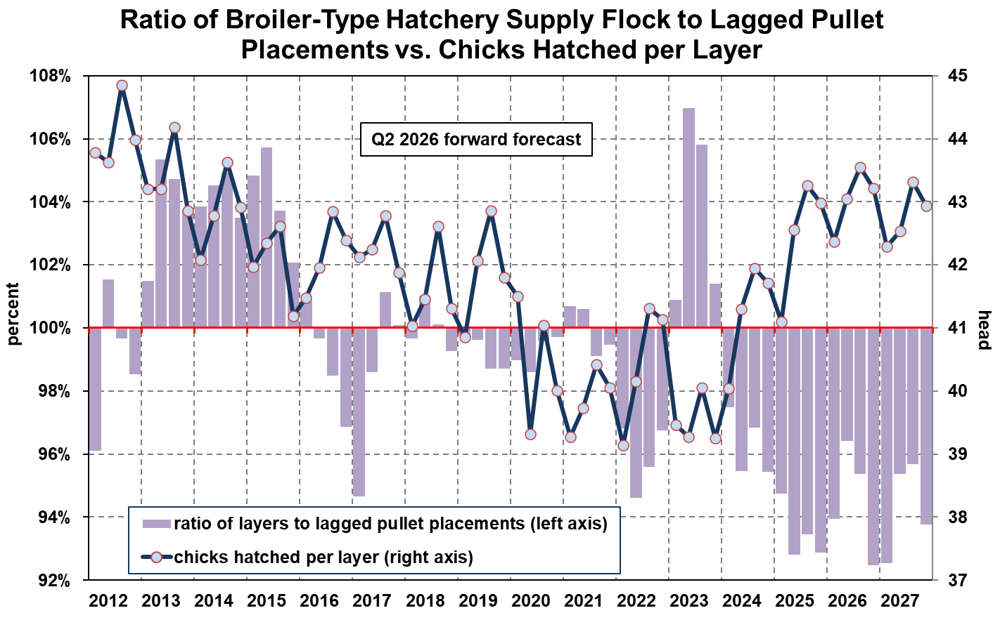 Ratio of Broiler-Type Hatchery Supply Flock to Lagged Pullet
Placements vs. Chicks Hatched per Layer
108%
106%
104%
102%
100%
98%
96%
94%
92%
percent
Q2 2026 forward forecast
45
44
43
42
41
40
39
38
37
head
ratio of layers to lagged pullet placements (left axis)
chicks hatched per layer (right axis)
2012 2013 2014 2015 2016 2017 2018 2019 2020 2021 2022 2023 2024 2025 2026 2027